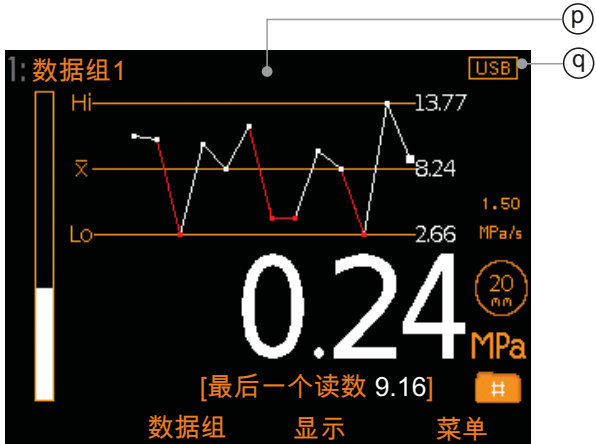 p
1: 数据组1 USB q
Hi 13.77
x̅ 8.24
1.50
Lo 2.66 MPa/s
20
mm
0.24 MPa
[最后一个读数 9.16] #
数据组 显示 菜单